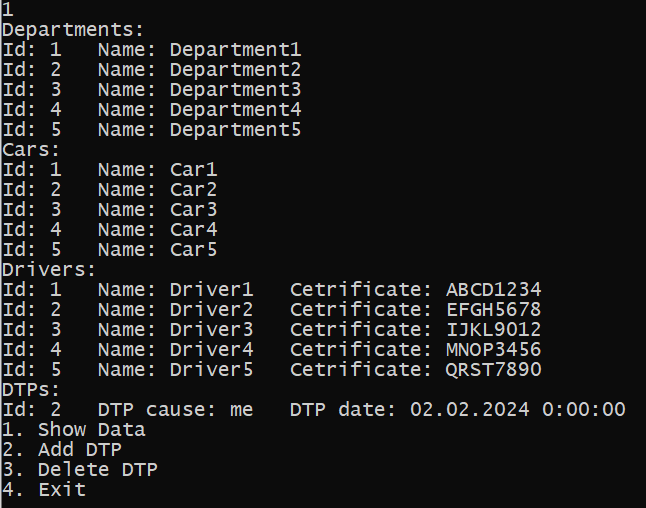 1
Departments:
Id: 1   Name: Department1
Id: 2   Name: Department2
Id: 3   Name: Department3
Id: 4   Name: Department4
Id: 5   Name: Department5
Cars:
Id: 1   Name: Car1
Id: 2   Name: Car2
Id: 3   Name: Car3
Id: 4   Name: Car4
Id: 5   Name: Car5
Drivers:
Id: 1   Name: Driver1   Cetrificate: ABCD1234
Id: 2   Name: Driver2   Cetrificate: EFGH5678
Id: 3   Name: Driver3   Cetrificate: IJKL9012
Id: 4   Name: Driver4   Cetrificate: MNOP3456
Id: 5   Name: Driver5   Cetrificate: QRST7890
DTPs:
Id: 2   DTP cause: me   DTP date: 02.02.2024 0:00:00
1. Show Data
2. Add DTP
3. Delete DTP
4. Exit